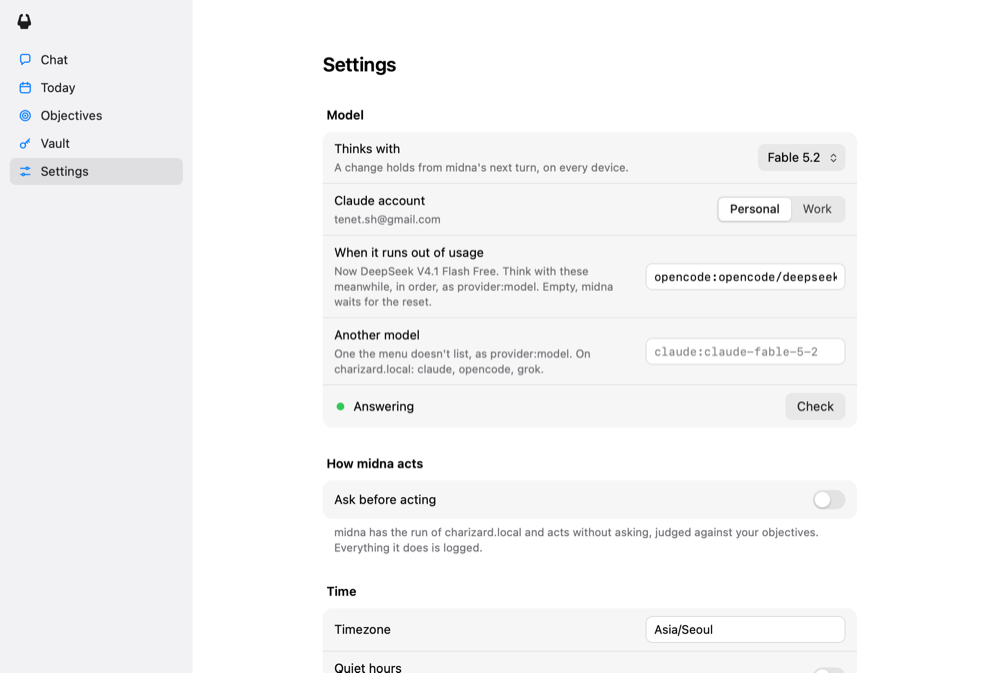 Chat
Today
Objectives
Vault
Settings
Settings
Model
Thinks with
A change holds from midna's next turn, on every device.
Fable 5.2
Claude account
tenet.sh@gmail.com
Personal
Work
When it runs out of usage
Now DeepSeek V4.1 Flash Free. Think with these
meanwhile, in order, as provider:model. Empty, midna
waits for the reset.
opencode:opencode/deepseek
Another model
One the menu doesn't list, as provider:model. On
charizard.local: claude, opencode, grok.
claude:claude-fable-5-2
Answering
Check
How midna acts
Ask before acting
midna has the run of charizard.local and acts without asking, judged against your objectives.
Everything it does is logged.
Time
Timezone
Asia/Seoul
Quiet hours